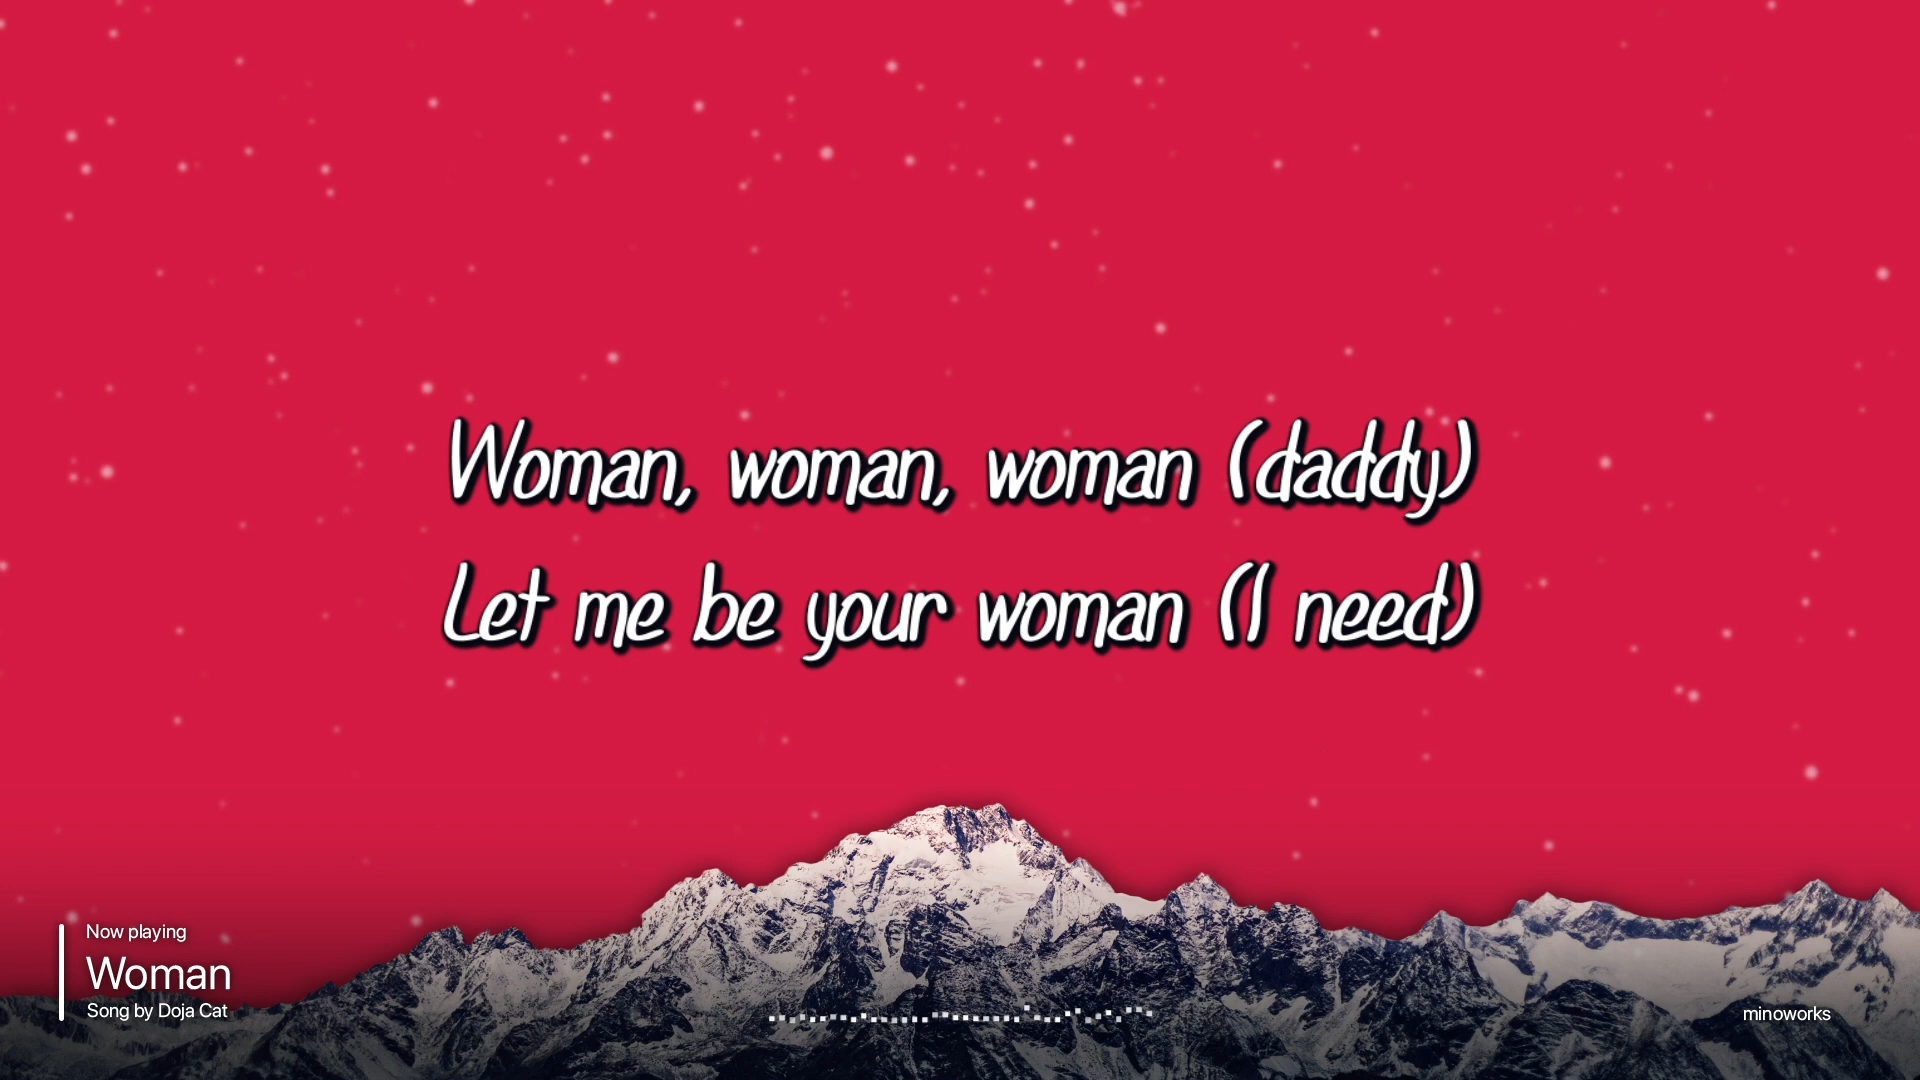 Woman, woman, woman (daddy)
Let me be your woman (I need)
Now playing
Woman
Song by Doja Cat
minoworks